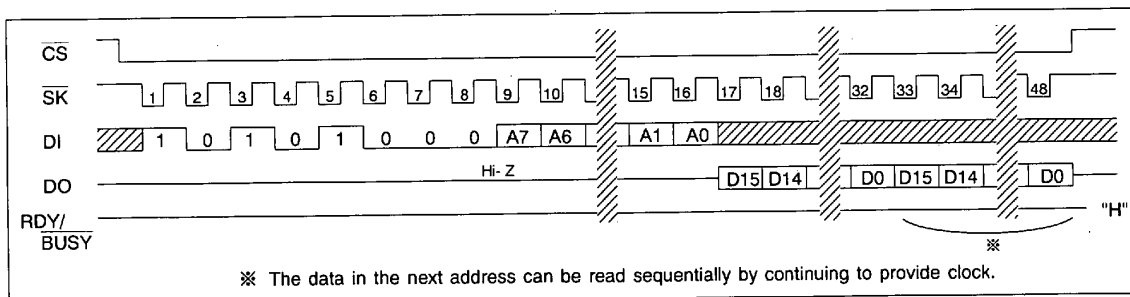 CS
SK 1 2 3 4 5 6 7 8 9 10 15 16 17 18 32 33 34 48
DI 1 0 1 0 1 0 0 0 A7 A6 A1 A0
Hi-Z
DO D15 D14 D0 D15 D14 D0
RDY/
BUSY
"H"
※
※ The data in the next address can be read sequentially by continuing to provide clock.